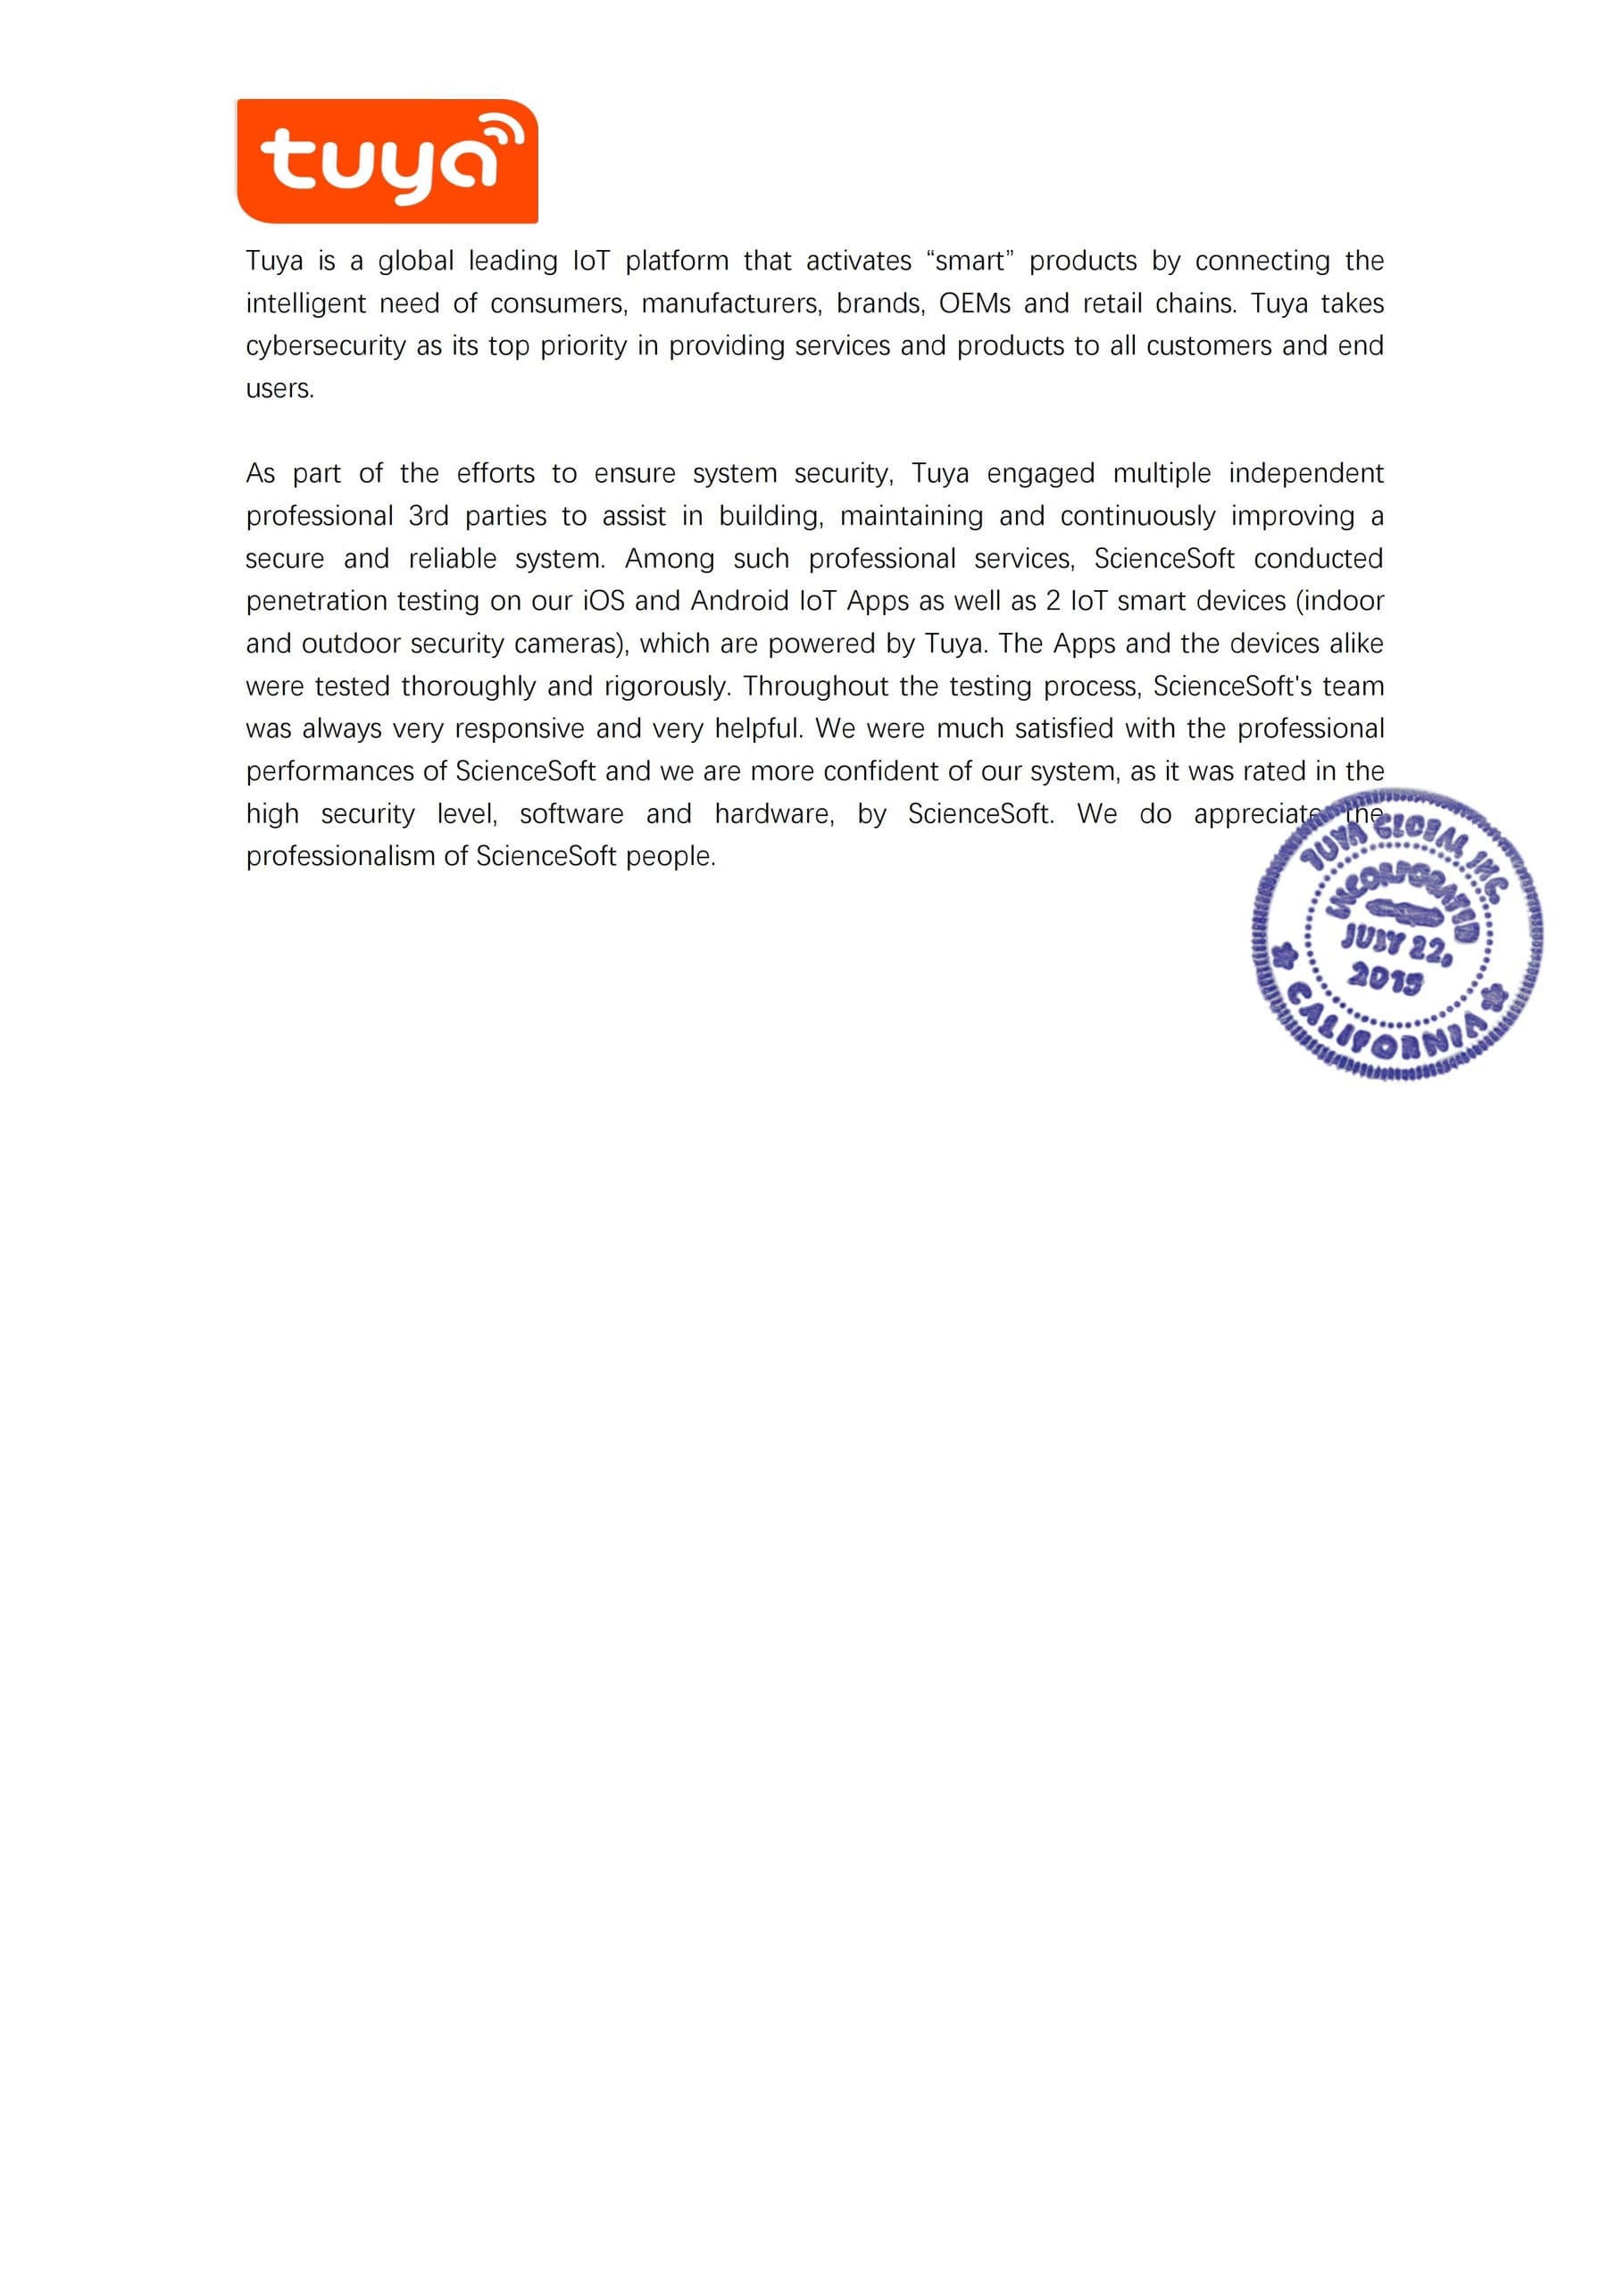 tuya
Tuya is a global leading IoT platform that activates “smart” products by connecting the
intelligent need of consumers, manufacturers, brands, OEMs and retail chains. Tuya takes
cybersecurity as its top priority in providing services and products to all customers and end
users.
As part of the efforts to ensure system security, Tuya engaged multiple independent
professional 3rd parties to assist in building, maintaining and continuously improving a
secure and reliable system. Among such professional services, ScienceSoft conducted
penetration testing on our iOS and Android IoT Apps as well as 2 IoT smart devices (indoor
and outdoor security cameras), which are powered by Tuya. The Apps and the devices alike
were tested thoroughly and rigorously. Throughout the testing process, ScienceSoft's team
was always very responsive and very helpful. We were much satisfied with the professional
performances of ScienceSoft and we are more confident of our system, as it was rated in the
high security level, software and hardware, by ScienceSoft. We do appreciate the
professionalism of ScienceSoft people.
TUYA GLOBAL INC.
INCORPORATED
JULY 22,
2015
CALIFORNIA